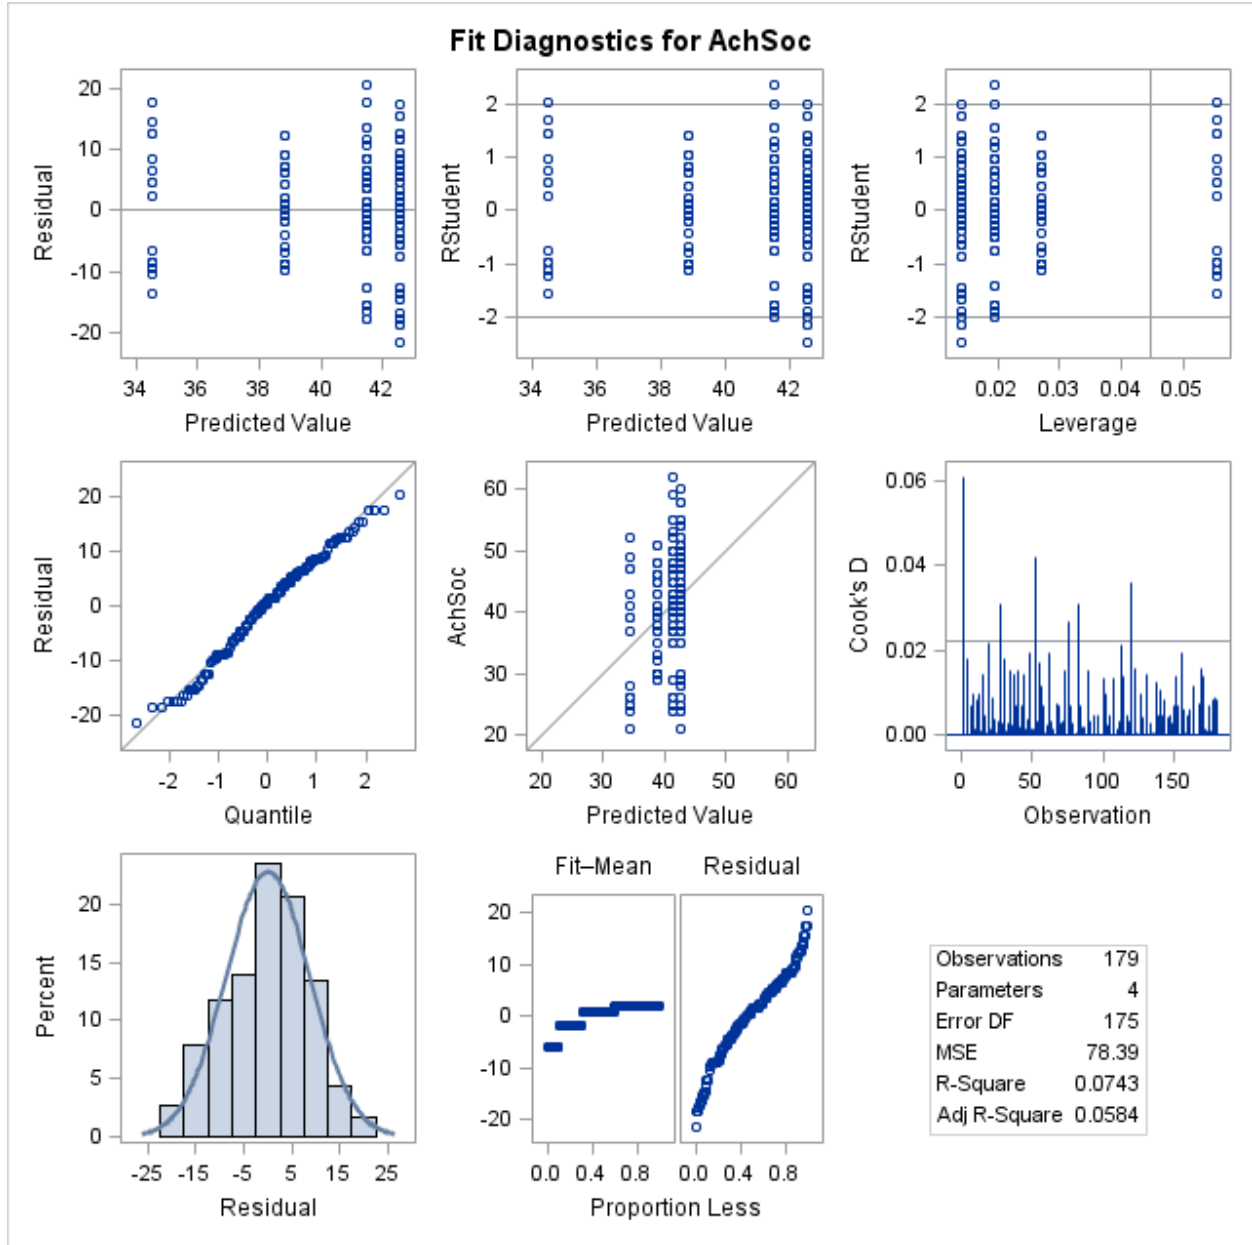 Fit Diagnostics for AchSoc
20
10
0
-10
-20
Residual
34 36 38 40 42
Predicted Value
2
1
0
-1
-2
RStudent
34 36 38 40 42
Predicted Value
2
1
0
-1
-2
RStudent
0.02 0.03 0.04 0.05
Leverage
20
10
0
-10
-20
Residual
-2 -1 0 1 2
Quantile
60
50
40
30
20
AchSoc
20 30 40 50 60
Predicted Value
0.06
0.04
0.02
0.00
Cook's D
0 50 100 150
Observation
20
15
10
5
0
Percent
-25 -15 -5 5 15 25
Residual
Fit–Mean Residual
20
10
0
-10
-20
0.0 0.4 0.8 0.0 0.4 0.8
Proportion Less
Observations 179
Parameters 4
Error DF 175
MSE 78.39
R-Square 0.0743
Adj R-Square 0.0584